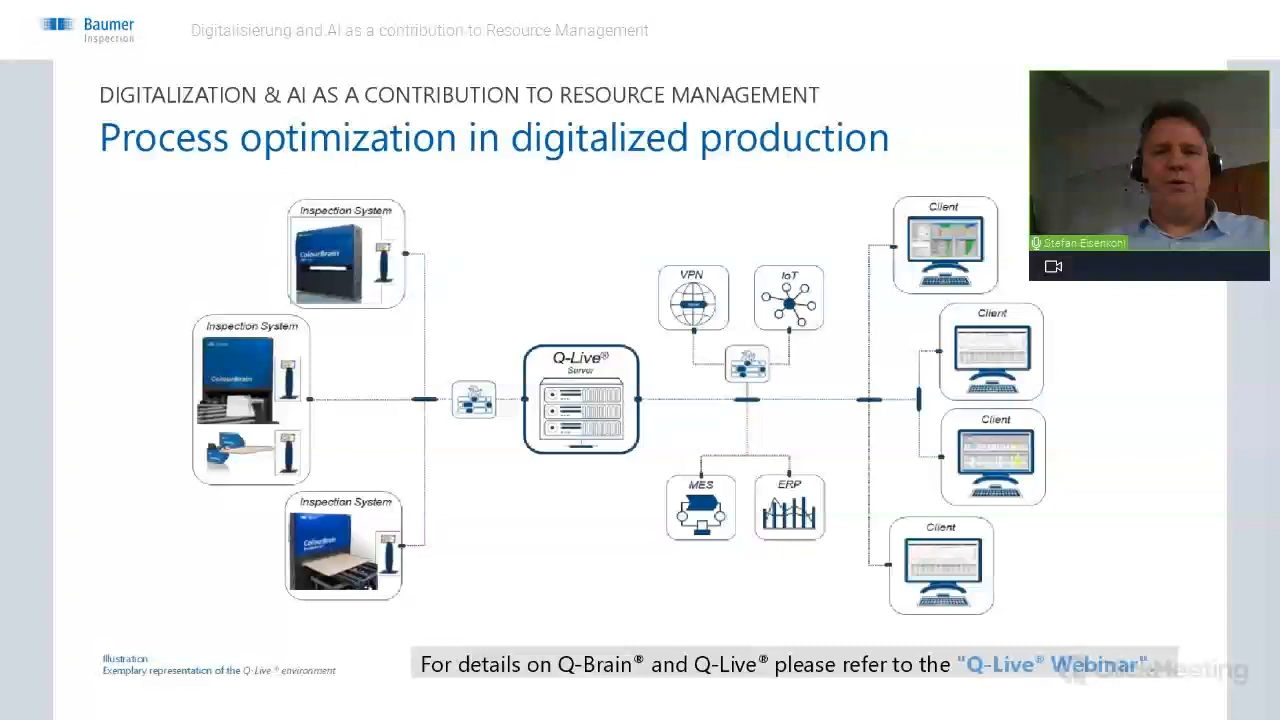 Baumer
Inspection
Digitalisierung and AI as a contribution to Resource Management
DIGITALIZATION & AI AS A CONTRIBUTION TO RESOURCE MANAGEMENT
Process optimization in digitalized production
Stefan Eisenkohl
Inspection System
ColourBrain
Inspection System
ColourBrain
Inspection System
ColourBrain
Q-Live®
Server
VPN
IoT
MES
ERP
Client
Client
Client
Client
Illustration
Exemplary representation of the Q-Live ® environment
For details on Q-Brain® and Q-Live® please refer to the "Q-Live® Webinar".
ClickMeeting